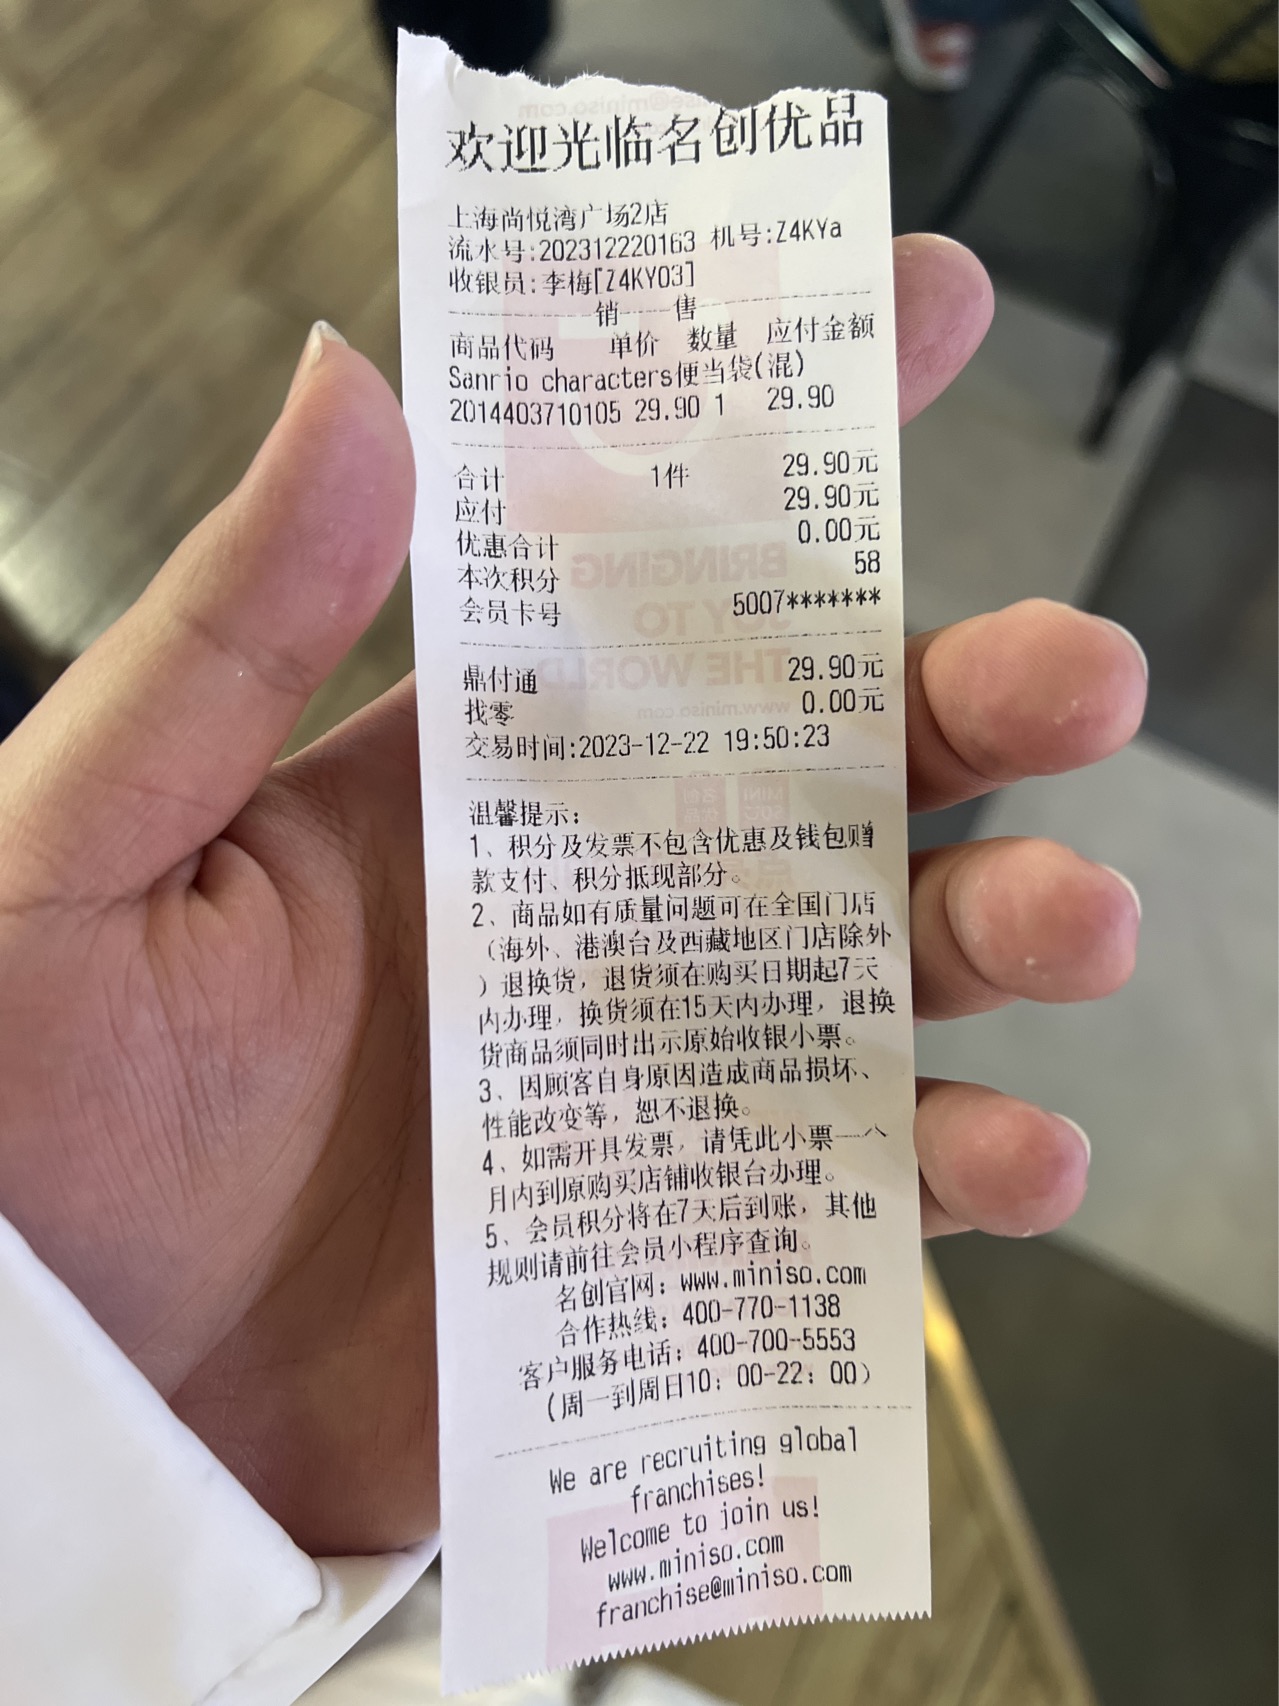 欢迎光临名创优品
上海尚悦湾广场2店
流水号:202312220163 机号:Z4KYa
收银员:李梅[Z4KY03]
销----售
商品代码 单价 数量 应付金额
Sanrio characters便当袋(混)
2014403710105 29.90 1 29.90
合计 1件 29.90元
应付 29.90元
优惠合计 0.00元
本次积分 58
会员卡号 5007*******
鼎付通 29.90元
找零 0.00元
交易时间:2023-12-22 19:50:23
温馨提示:
1、积分及发票不包含优惠及钱包赠
款支付、积分抵现部分。
2、商品如有质量问题可在全国门店
(海外、港澳台及西藏地区门店除外
)退换货，退货须在购买日期起7天
内办理，换货须在15天内办理，退换
货商品须同时出示原始收银小票。
3、因顾客自身原因造成商品损坏、
性能改变等，恕不退换。
4、如需开具发票，请凭此小票一个
月内到原购买店铺收银台办理。
5、会员积分将在7天后到账，其他
规则请前往会员小程序查询。
名创官网: www.miniso.com
合作热线: 400-770-1138
客户服务电话: 400-700-5553
(周一到周日10: 00-22: 00)
We are recruiting global
franchises!
Welcome to join us!
www.miniso.com
franchise@miniso.com
BRINGING
JOY TO
THE WORLD
www.miniso.com